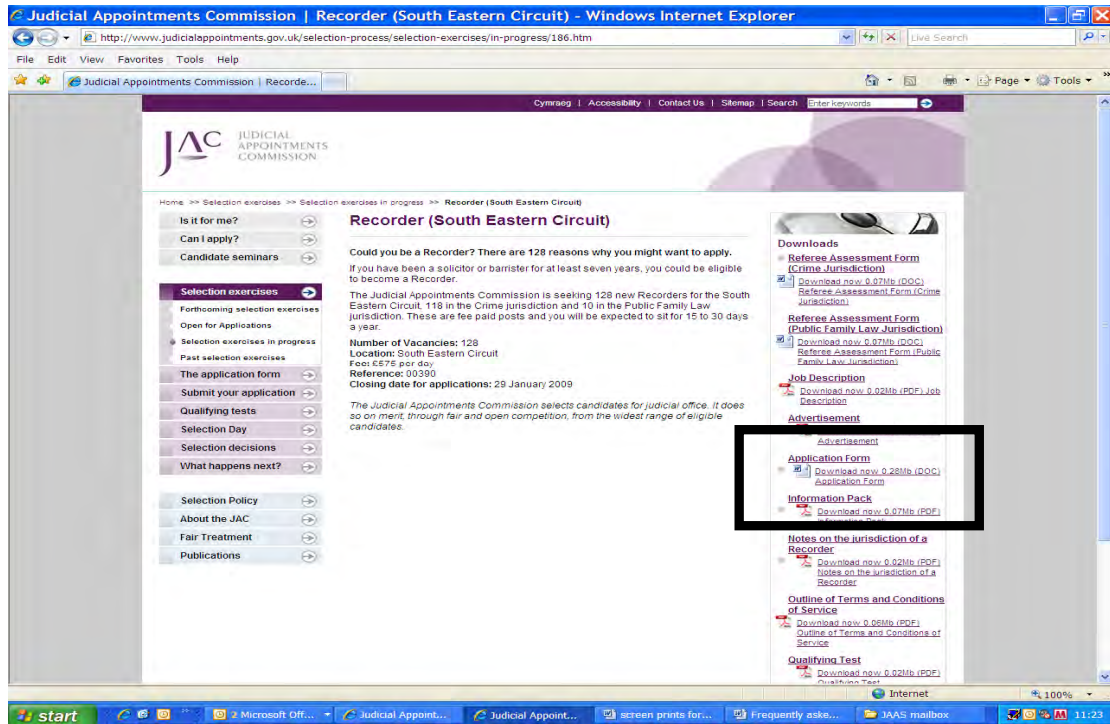 Judicial Appointments Commission | Recorder (South Eastern Circuit) - Windows Internet Explorer
http://www.judicialappointments.gov.uk/selection-process/selection-exercises/in-progress/186.htm
Live Search
File Edit View Favorites Tools Help
Judicial Appointments Commission | Recorde...
Page Tools
Cymraeg | Accessibility | Contact Us | Sitemap | Search Enter keywords
JAC JUDICIAL
APPOINTMENTS
COMMISSION
Home >> Selection exercises >> Selection exercises in progress >> Recorder (South Eastern Circuit)
Is it for me?
Can I apply?
Candidate seminars
Selection exercises
Forthcoming selection exercises
Open for Applications
Selection exercises in progress
Past selection exercises
The application form
Submit your application
Qualifying tests
Selection Day
Selection decisions
What happens next?
Selection Policy
About the JAC
Fair Treatment
Publications
Recorder (South Eastern Circuit)
Could you be a Recorder? There are 128 reasons why you might want to apply.
If you have been a solicitor or barrister for at least seven years, you could be eligible
to become a Recorder.
The Judicial Appointments Commission is seeking 128 new Recorders for the South
Eastern Circuit, 118 in the Crime jurisdiction and 10 in the Public Family Law
jurisdiction. These are fee paid posts and you will be expected to sit for 15 to 30 days
a year.
Number of Vacancies: 128
Location: South Eastern Circuit
Fee: £575 per day
Reference: 00390
Closing date for applications: 29 January 2009
The Judicial Appointments Commission selects candidates for judicial office. It does
so on merit, through fair and open competition, from the widest range of eligible
candidates.
Downloads
Referee Assessment Form
(Crime Jurisdiction)
Download now 0.07Mb (DOC)
Referee Assessment Form (Crime
Jurisdiction)
Referee Assessment Form
(Public Family Law Jurisdiction)
Download now 0.07Mb (DOC)
Referee Assessment Form (Public
Family Law Jurisdiction)
Job Description
Download now 0.02Mb (PDF) Job
Description
Advertisement
Advertisement
Application Form
Download now 0.28Mb (DOC)
Application Form
Information Pack
Download now 0.07Mb (PDF)
Information Pack
Notes on the jurisdiction of a
Recorder
Download now 0.02Mb (PDF)
Notes on the jurisdiction of a
Recorder
Outline of Terms and Conditions
of Service
Download now 0.06Mb (PDF)
Outline of Terms and Conditions of
Service
Qualifying Test
Download now 0.02Mb (PDF)
Qualifying Test
Internet 100%
start 2 Microsoft Off... Judicial Appoint... Judicial Appoint... screen prints for... Frequently aske... JAAS mailbox 11:23